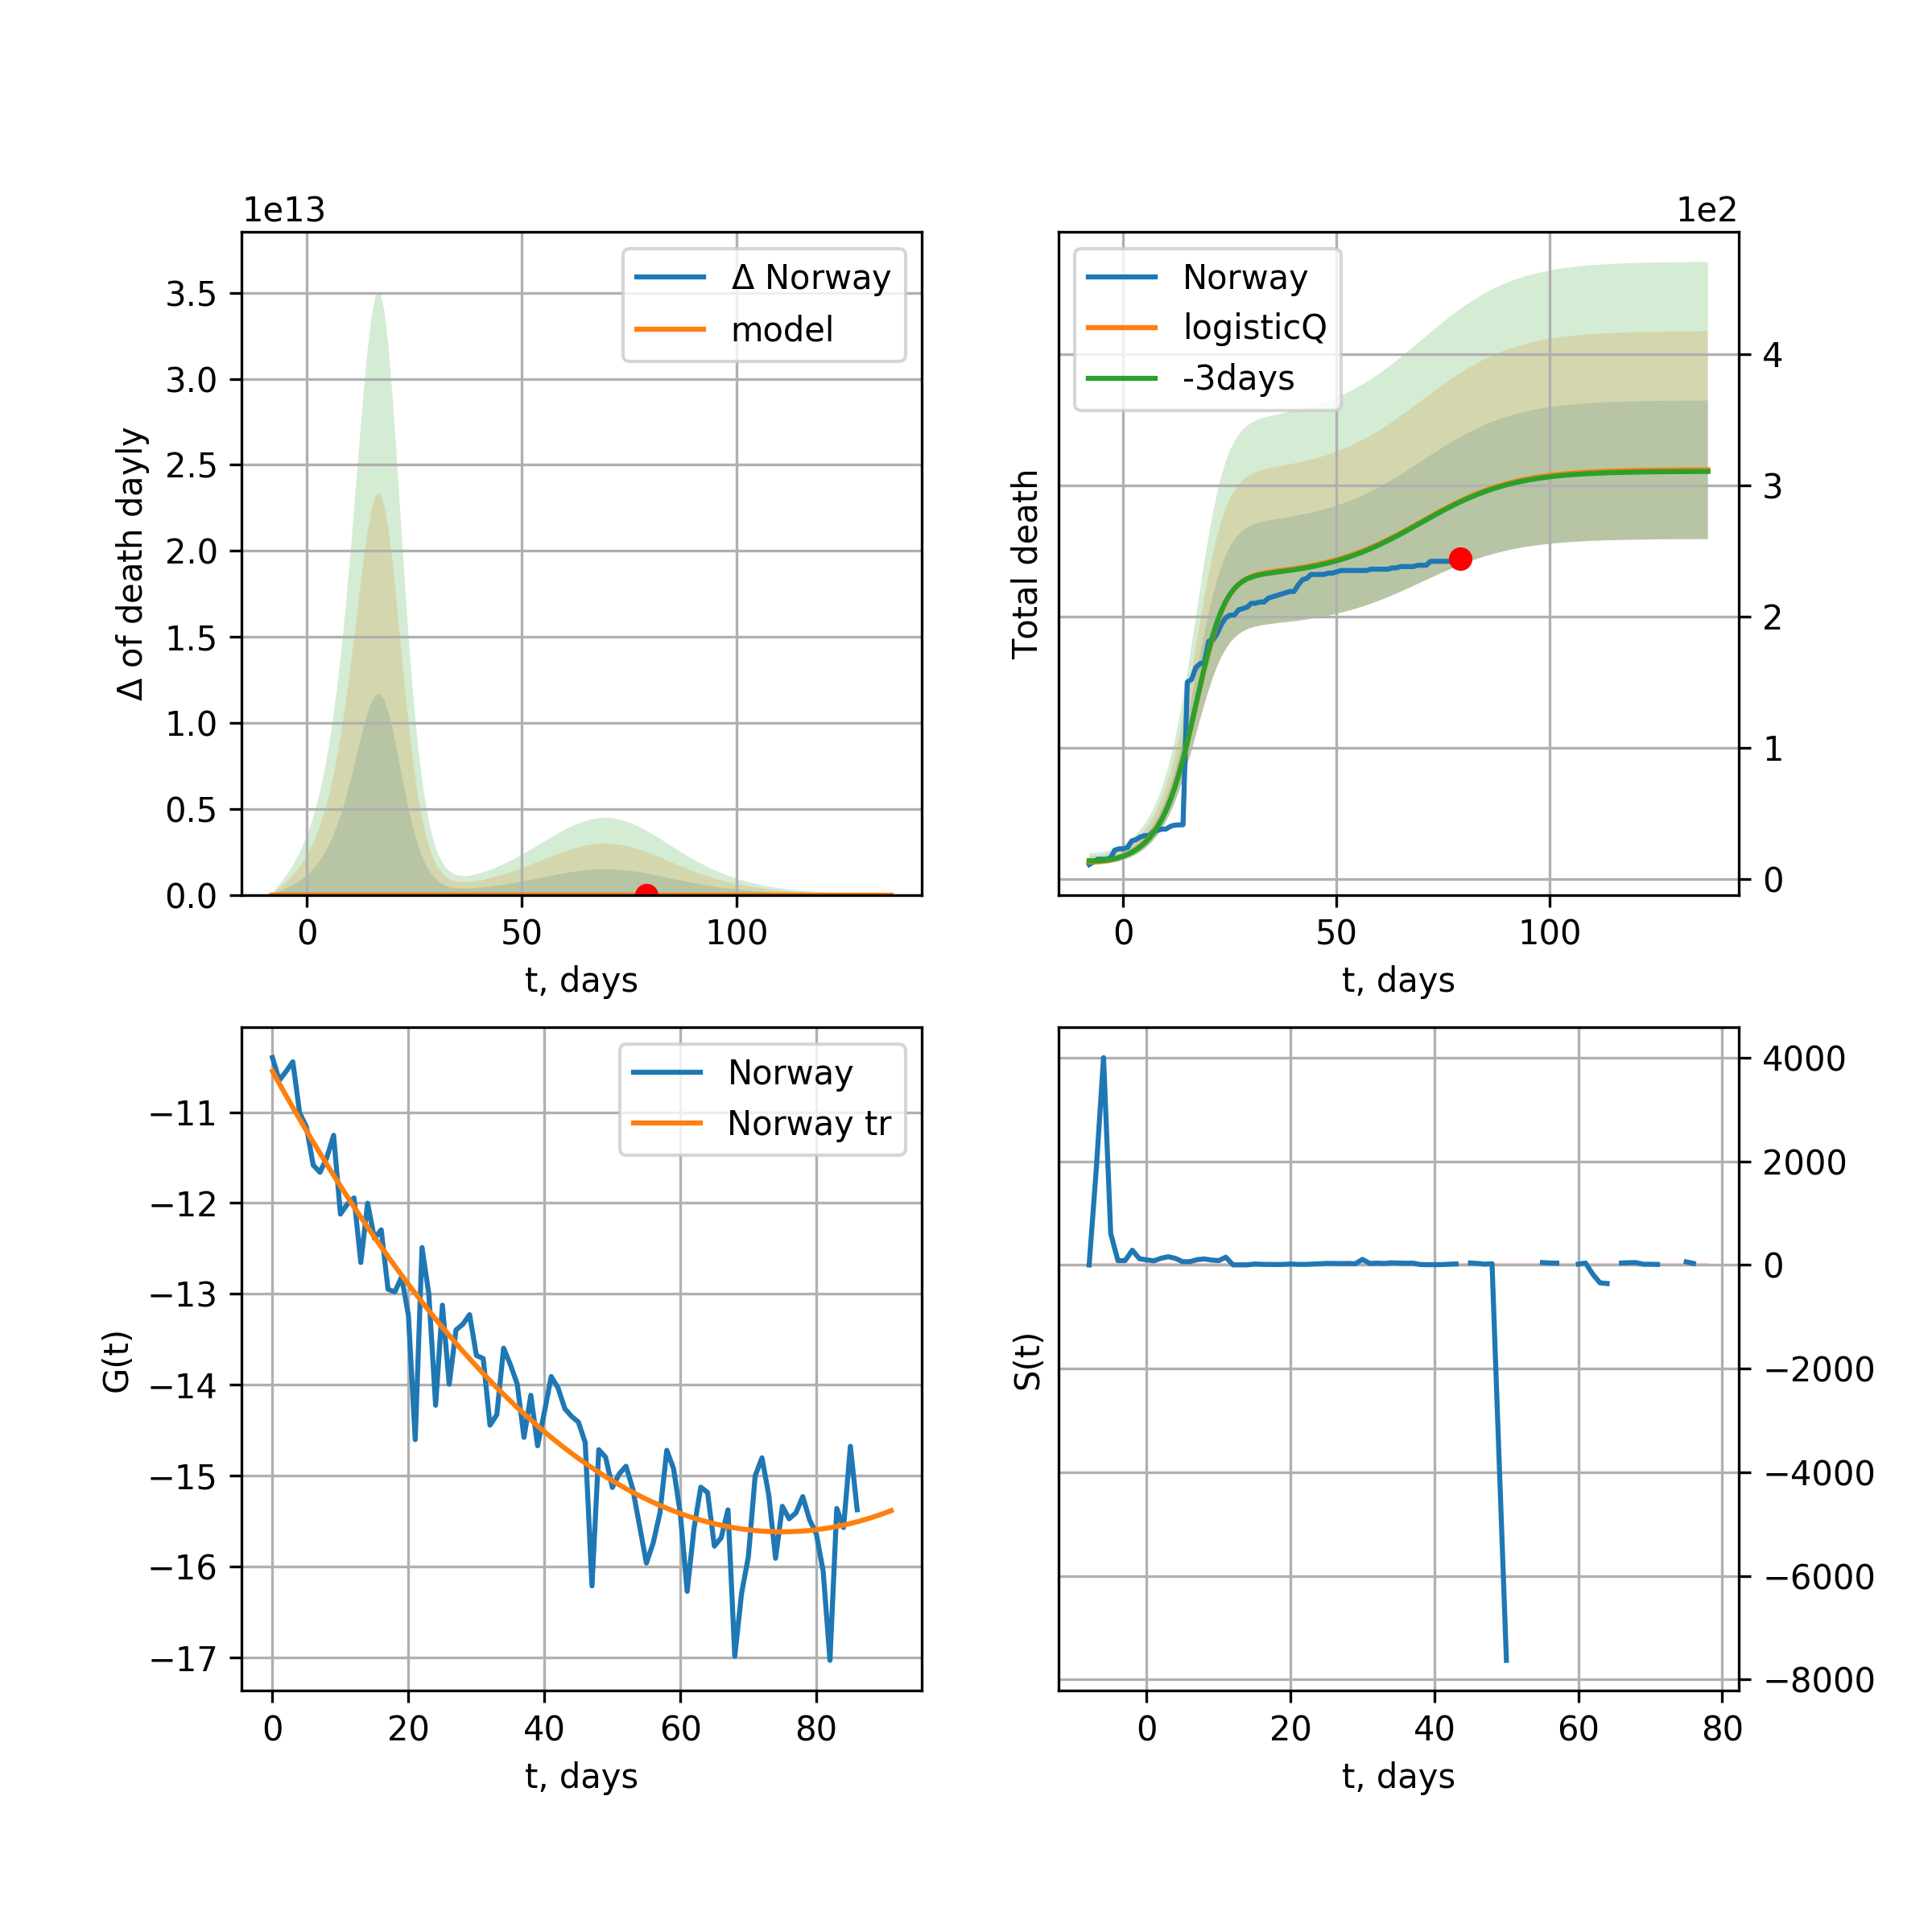 1e13
Δ of death dayly
3.5
3.0
2.5
2.0
1.5
1.0
0.5
0.0
Δ Norway
model
0 50 100
t, days
1e2
Total death
Norway
logisticQ
-3days
4
3
2
1
0
0 50 100
t, days
G(t)
−11
−12
−13
−14
−15
−16
−17
Norway
Norway tr
0 20 40 60 80
t, days
S(t)
4000
2000
0
−2000
−4000
−6000
−8000
0 20 40 60 80
t, days